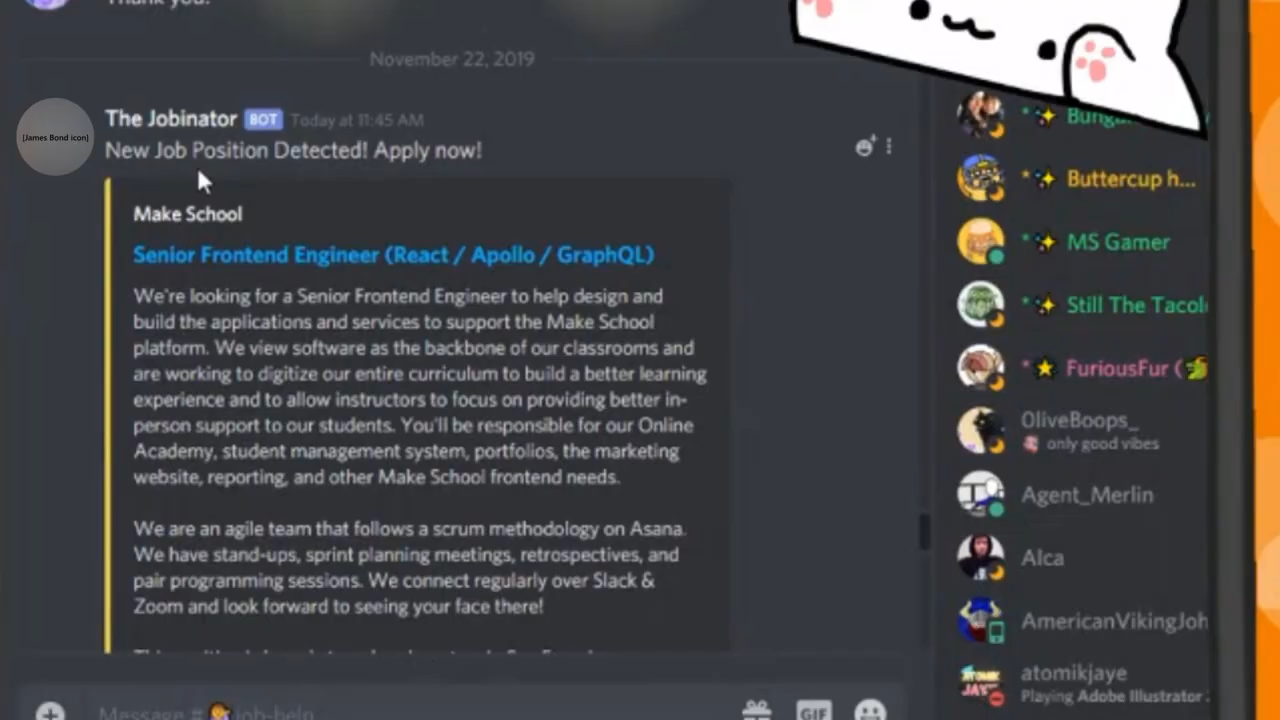 November 22, 2019
[James Bond icon]
The Jobinator BOT Today at 11:45 AM
New Job Position Detected! Apply now!
Make School
Senior Frontend Engineer (React / Apollo / GraphQL)
We're looking for a Senior Frontend Engineer to help design and
build the applications and services to support the Make School
platform. We view software as the backbone of our classrooms and
are working to digitize our entire curriculum to build a better learning
experience and to allow instructors to focus on providing better in-
person support to our students. You'll be responsible for our Online
Academy, student management system, portfolios, the marketing
website, reporting, and other Make School frontend needs.
We are an agile team that follows a scrum methodology on Asana.
We have stand-ups, sprint planning meetings, retrospectives, and
pair programming sessions. We connect regularly over Slack &
Zoom and look forward to seeing your face there!
Message # job-help
GIF
Buttercup h...
MS Gamer
Still The Tacol
FuriousFur (
OliveBoops_
only good vibes
Agent_Merlin
Alca
AmericanVikingJoh
atomikjaye
Playing Adobe Illustrator